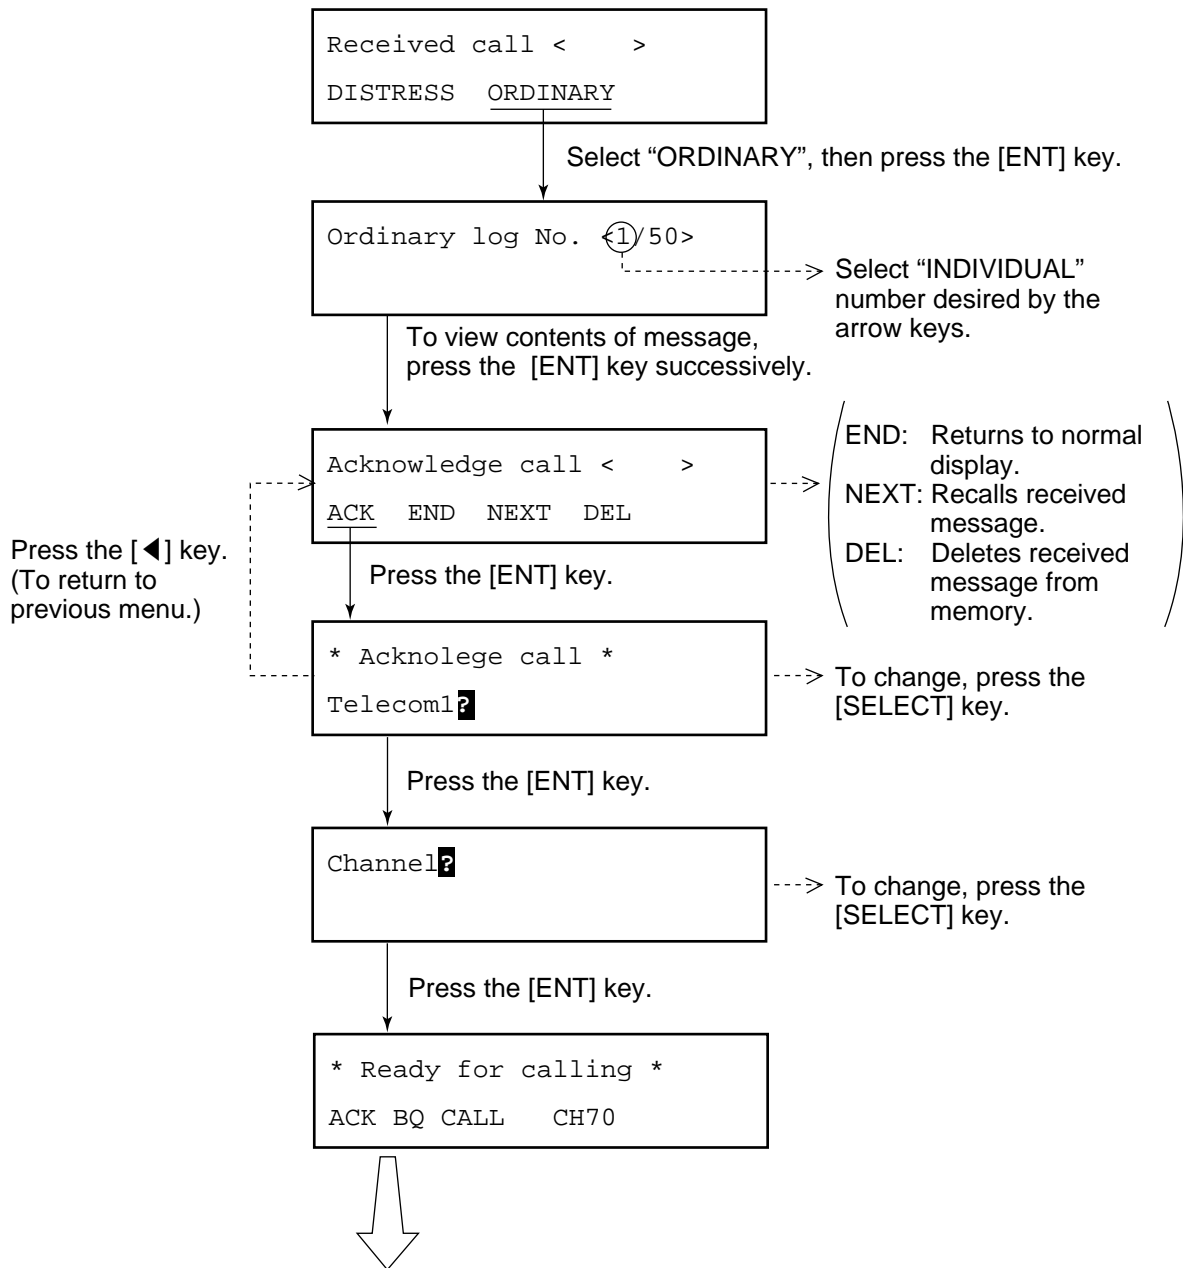 Received call <    >
DISTRESS  ORDINARY
Select “ORDINARY”, then press the [ENT] key.
Ordinary log No. <1/50>
Select “INDIVIDUAL”
number desired by the
arrow keys.
To view contents of message,
press the  [ENT] key successively.
Acknowledge call <    >
ACK  END  NEXT  DEL
END: Returns to normal
display.
NEXT: Recalls received
message.
DEL: Deletes received
message from
memory.
Press the [◀] key.
(To return to
previous menu.)
Press the [ENT] key.
* Acknolege call *
Telecom1?
To change, press the
[SELECT] key.
Press the [ENT] key.
Channel?
To change, press the
[SELECT] key.
Press the [ENT] key.
* Ready for calling *
ACK BQ CALL   CH70